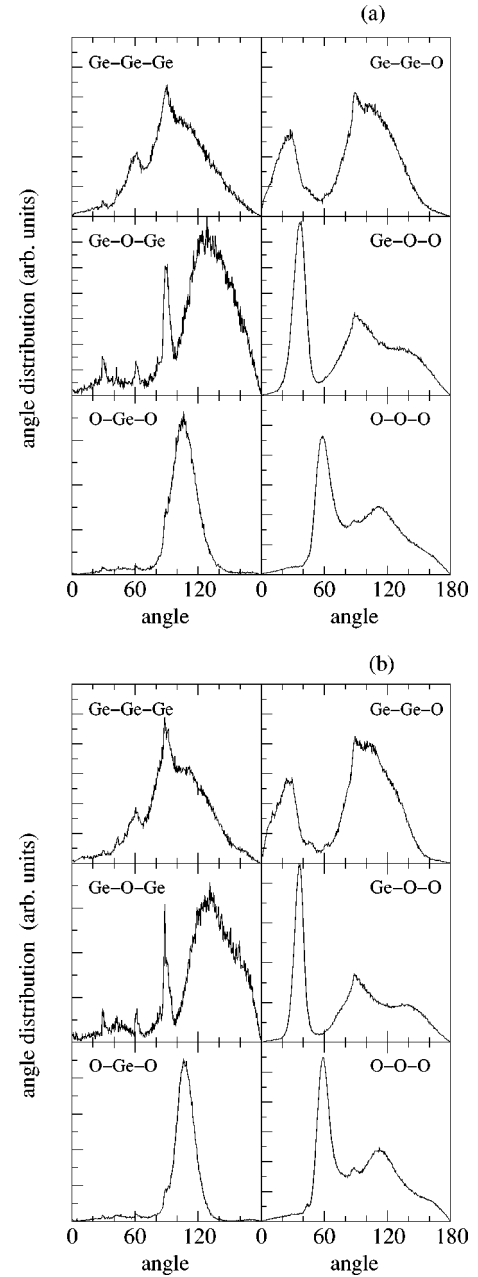 (a)
Ge–Ge–Ge Ge–Ge–O
Ge–O–Ge Ge–O–O
O–Ge–O O–O–O
angle distribution (arb. units)
0 60 120 0 60 120 180
angle angle
(b)
Ge–Ge–Ge Ge–Ge–O
Ge–O–Ge Ge–O–O
O–Ge–O O–O–O
angle distribution (arb. units)
0 60 120 0 60 120 180
angle angle